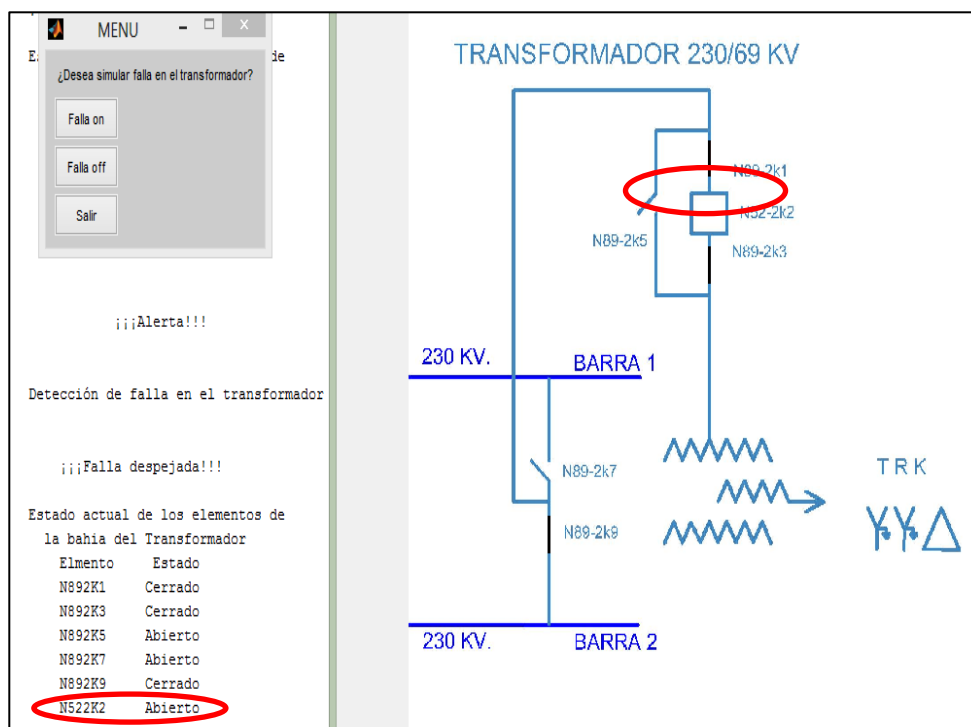 MENU
de
¿Desea simular falla en el transformador?
Falla on
Falla off
Salir
¡¡¡Alerta!!!
Detección de falla en el transformador
¡¡¡Falla despejada!!!
Estado actual de los elementos de
la bahia del Transformador
Elmento Estado
N892K1 Cerrado
N892K3 Cerrado
N892K5 Abierto
N892K7 Abierto
N892K9 Cerrado
N522K2 Abierto
TRANSFORMADOR 230/69 KV
N89-2k1
N52-2k2
N89-2k5
N89-2k3
230 KV.
BARRA 1
N89-2k7
N89-2k9
T R K
230 KV.
BARRA 2